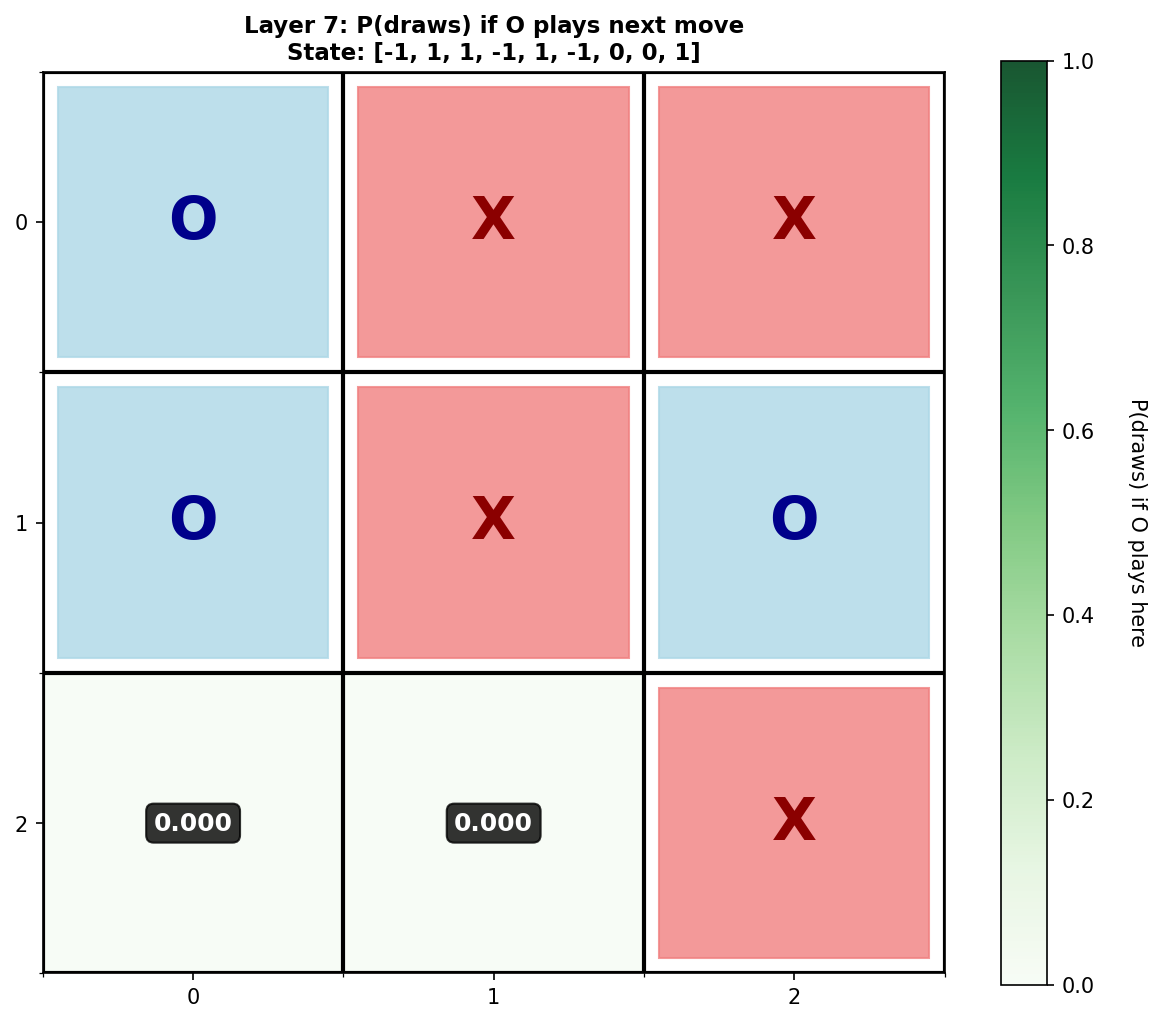 Layer 7: P(draws) if O plays next move
State: [-1, 1, 1, -1, 1, -1, 0, 0, 1]
O X X
O X O
0.000 0.000 X
0
1
2
0 1 2
1.0
0.8
0.6
0.4
0.2
0.0
P(draws) if O plays here